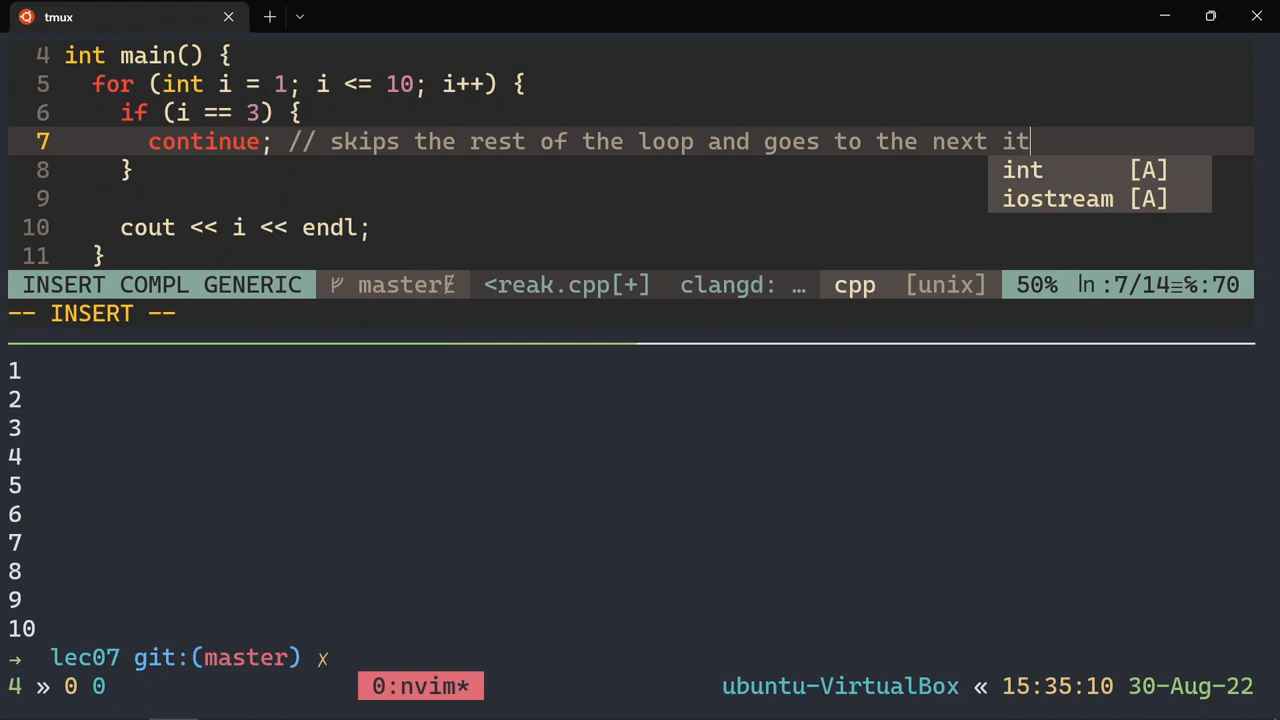 tmux
4 int main() {
5 for (int i = 1; i <= 10; i++) {
6 if (i == 3) {
7 continue; // skips the rest of the loop and goes to the next it
8 }
int [A]
9
iostream [A]
10 cout << i << endl;
11 }
INSERT COMPL GENERIC master <reak.cpp[+] clangd: … cpp [unix] 50% ln :7/14≡%:70
-- INSERT --
1
2
3
4
5
6
7
8
9
10
→ lec07 git:(master) ✗
4 » 0 0 0:nvim* ubuntu-VirtualBox « 15:35:10 30-Aug-22